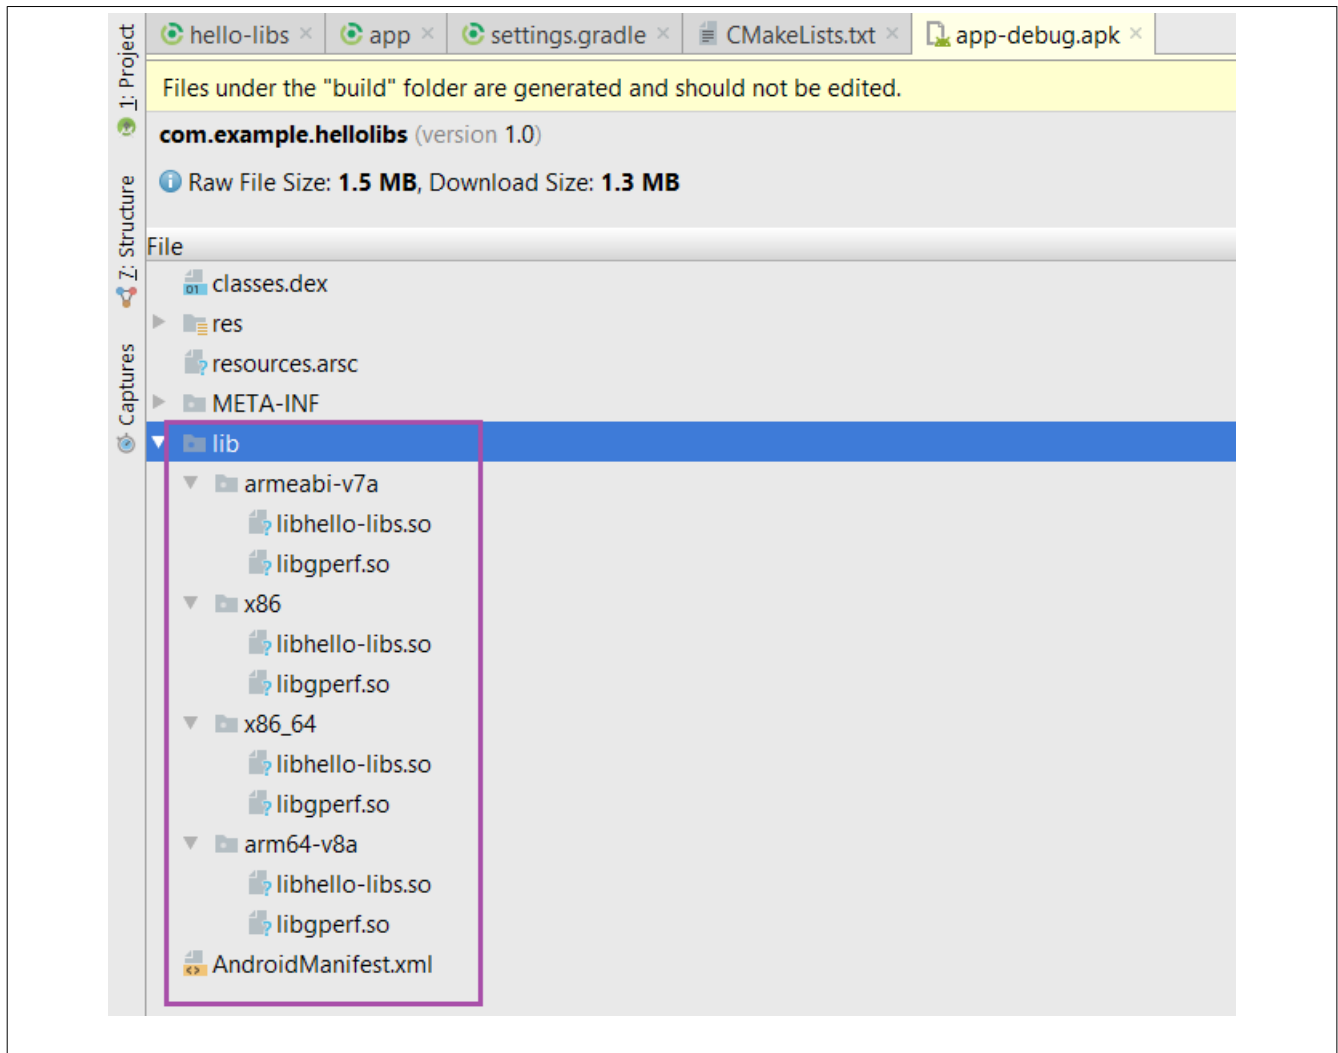 hello-libs
app
settings.gradle
CMakeLists.txt
app-debug.apk
1: Project
7: Structure
Captures
Files under the "build" folder are generated and should not be edited.
com.example.hellolibs (version 1.0)
Raw File Size: 1.5 MB, Download Size: 1.3 MB
File
01 classes.dex
res
? resources.arsc
META-INF
lib
armeabi-v7a
? libhello-libs.so
? libgperf.so
x86
? libhello-libs.so
? libgperf.so
x86_64
? libhello-libs.so
? libgperf.so
arm64-v8a
? libhello-libs.so
? libgperf.so
<> AndroidManifest.xml